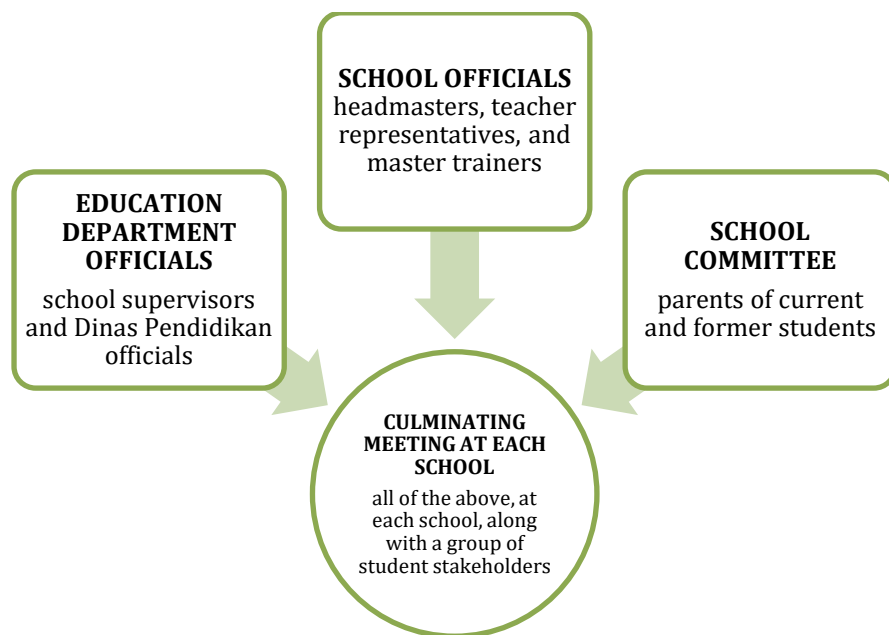 SCHOOL OFFICIALS
headmasters, teacher
representatives, and
master trainers
EDUCATION
DEPARTMENT
OFFICIALS
school supervisors
and Dinas Pendidikan
officials
SCHOOL
COMMITTEE
parents of current
and former students
CULMINATING
MEETING AT EACH
SCHOOL
all of the above, at
each school, along
with a group of
student stakeholders